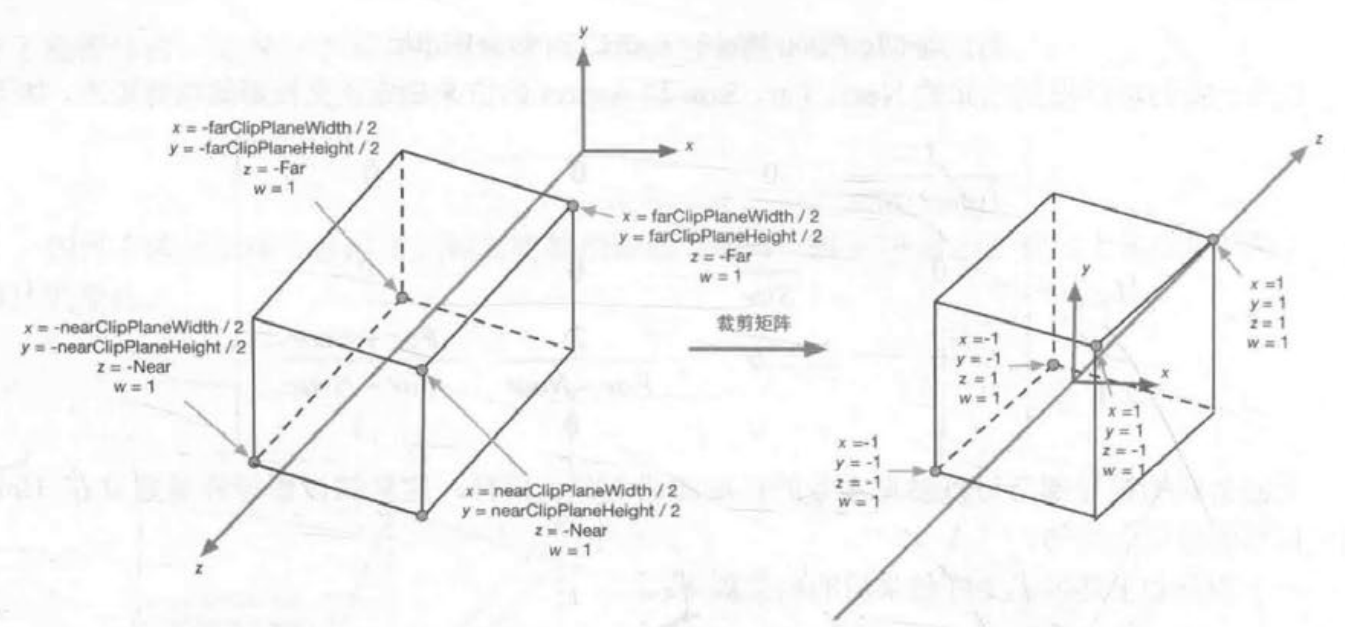 y
x = -farClipPlaneWidth / 2
y = -farClipPlaneHeight / 2
z = -Far
w = 1
x
x = farClipPlaneWidth / 2
y = farClipPlaneHeight / 2
z = -Far
w = 1
x = -nearClipPlaneWidth / 2
y = -nearClipPlaneHeight / 2
z = -Near
w = 1
x = nearClipPlaneWidth / 2
y = nearClipPlaneHeight / 2
z = -Near
w = 1
z
裁剪矩阵
z
y
x
x =1
y = 1
z = 1
w = 1
x =-1
y = -1
z = 1
w = 1
x =1
y = 1
z = -1
w = 1
x =-1
y = -1
z = -1
w = 1